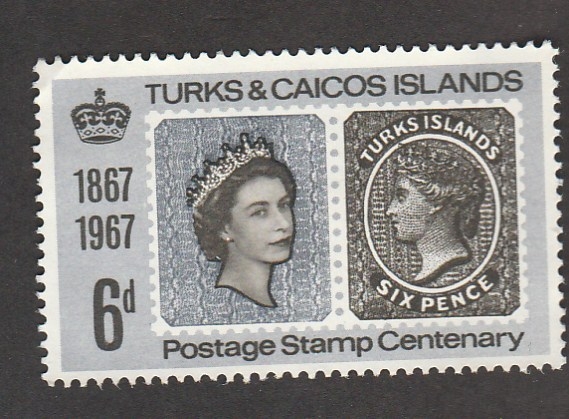 TURKS & CAICOS ISLANDS
1867
1967
6d
TURKS ISLANDS
SIX PENCE
Postage Stamp Centenary